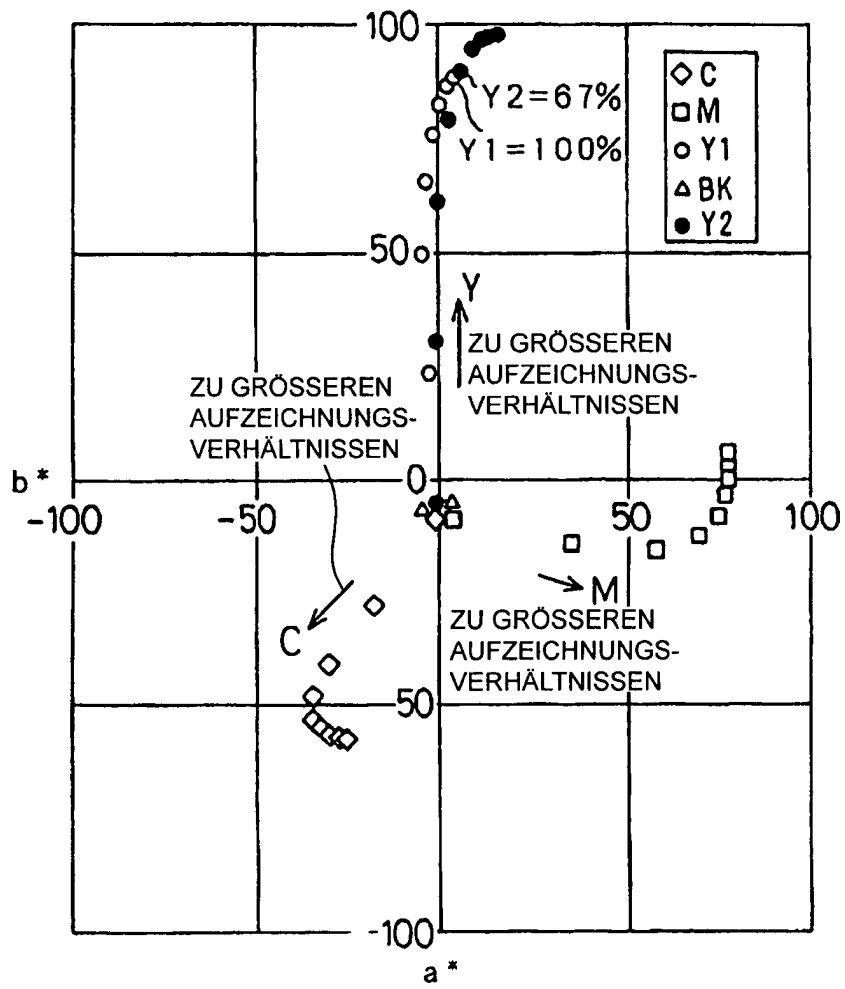 100
C
M
Y1
BK
Y2
Y2=67%
Y1=100%
50
Y
ZU GRÖSSEREN
AUFZEICHNUNGS-
VERHÄLTNISSEN
ZU GRÖSSEREN
AUFZEICHNUNGS-
VERHÄLTNISSEN
b*
0
-100
-50
50
100
M
C
ZU GRÖSSEREN
AUFZEICHNUNGS-
VERHÄLTNISSEN
50
-100
a*